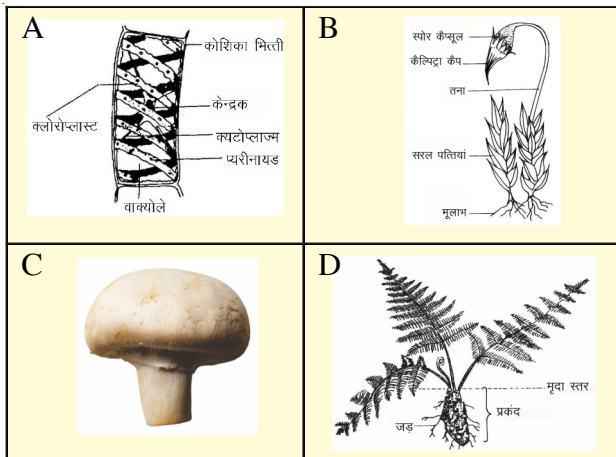 A
कोशिका भित्ती
केन्द्रक
क्लोरोप्लास्ट
क्यटोप्लाज्म
प्यरीनायड
वाक्योले
B
स्पोर कैप्सूल
कैल्पिट्रा कैप
तना
सरल पत्तियां
मूलाभ
C
D
मृदा स्तर
प्रकंद
जड़